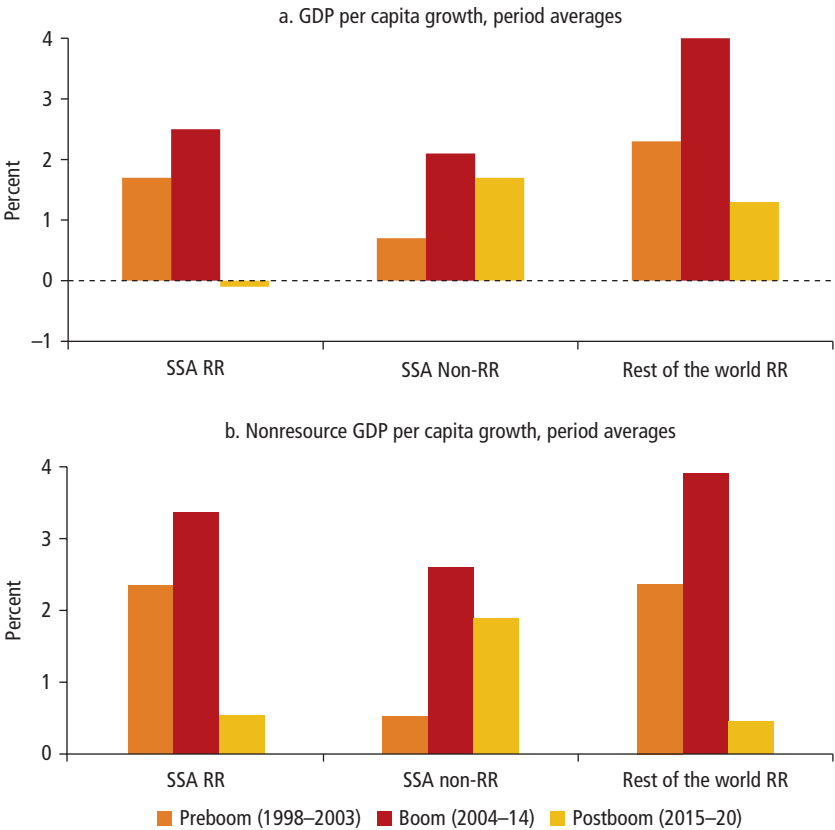 a. GDP per capita growth, period averages
4
3
2
1
0
–1
Percent
SSA RR
SSA Non-RR
Rest of the world RR
b. Nonresource GDP per capita growth, period averages
4
3
2
1
0
Percent
SSA RR
SSA non-RR
Rest of the world RR
Preboom (1998–2003) Boom (2004–14) Postboom (2015–20)